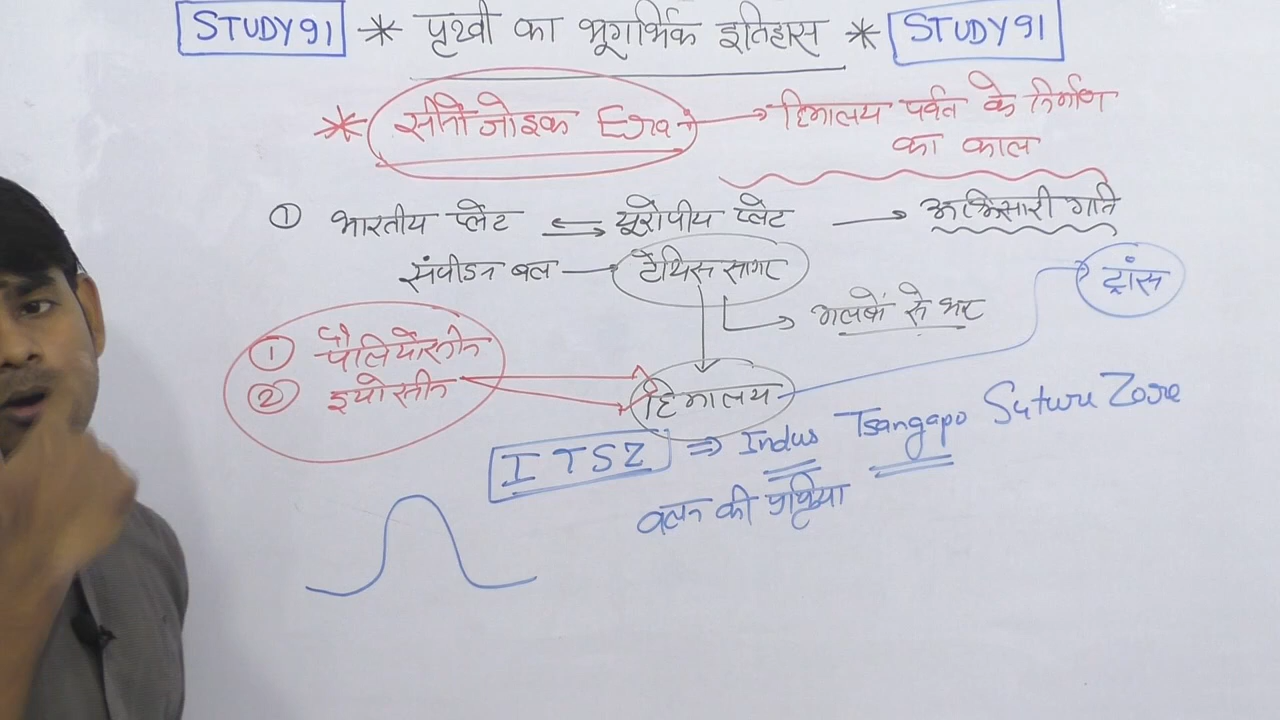 STUDY91 * पृथ्वी का भूगर्भिक इतिहास * STUDY91
* सीनोजोइक Era → हिमालय पर्वत के निर्माण
का काल
① भारतीय प्लेट ⇌ यूरोपीय प्लेट → अभिसारी गति
संपीडन बल → टेथिस सागर
ट्रांस
मलबे से भर
① पैलियोसीन
② इयोसीन
हिमालय
ITSZ ⇒ Indus Tsangapo Suture Zone
वलन की प्रक्रिया